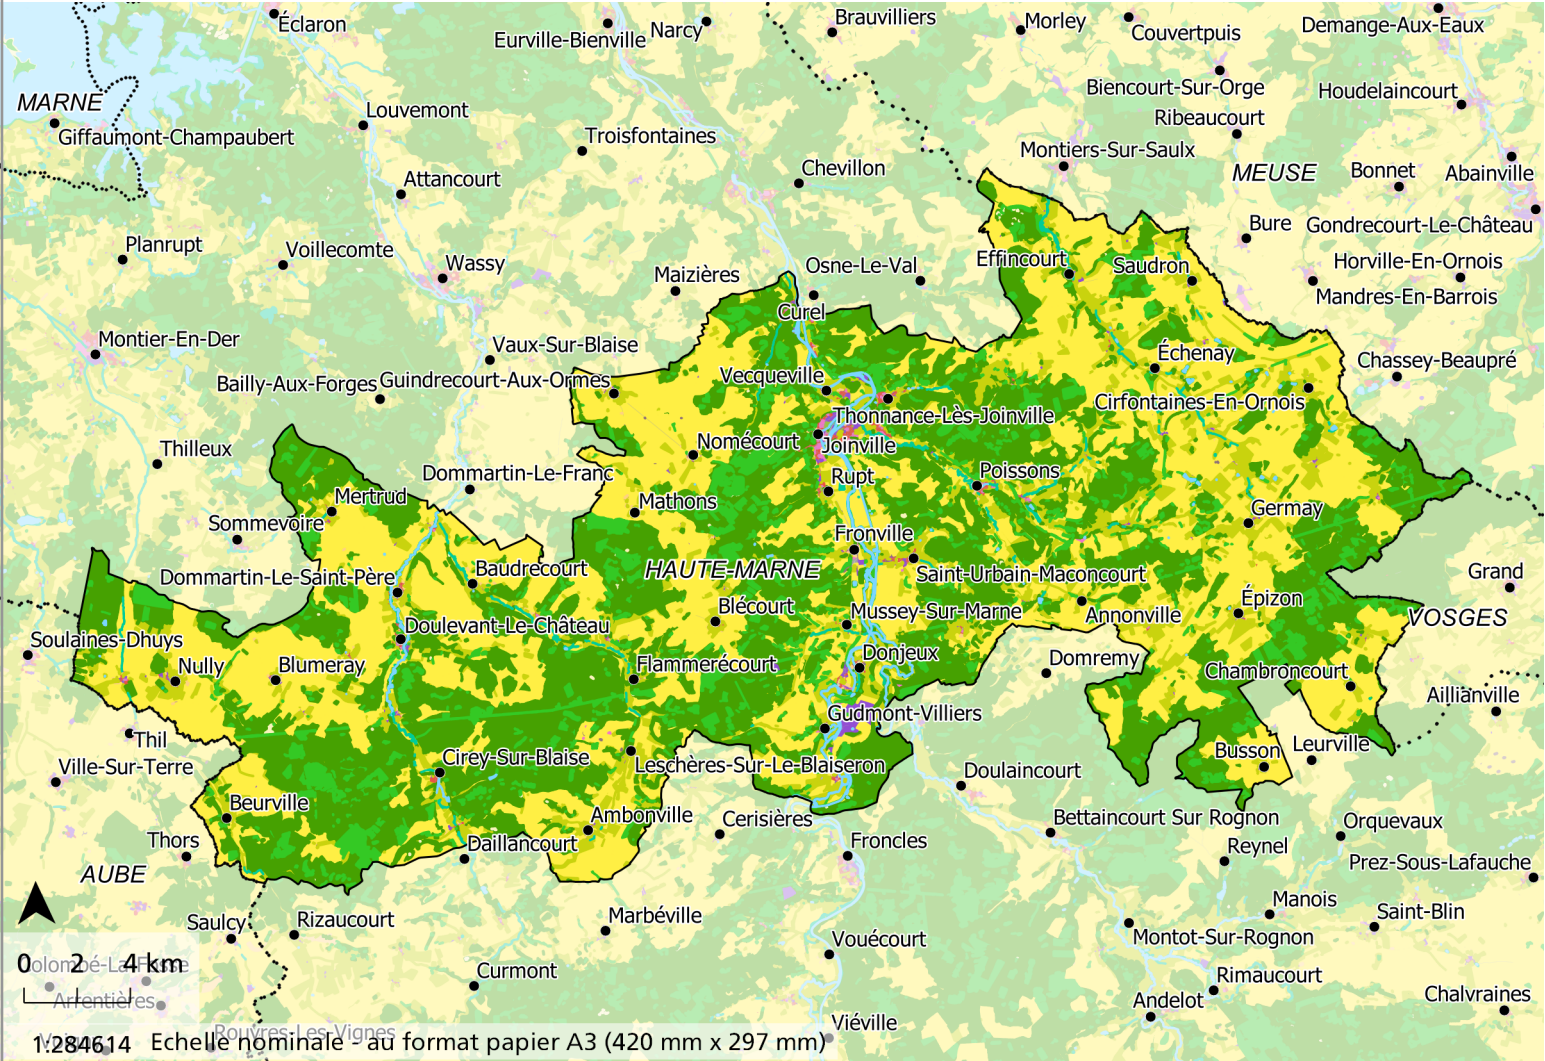 Éclaron
Eurville-Bienville
Narcy
Brauvilliers
Morley
Couvertpuis
Demange-Aux-Eaux
MARNE
Giffaumont-Champaubert
Louvemont
Troisfontaines
Biencourt-Sur-Orge
Houdelaincourt
Ribeaucourt
Attancourt
Chevillon
Montiers-Sur-Saulx
MEUSE
Bonnet
Abainville
Planrupt
Voillecomte
Wassy
Maizières
Osne-Le-Val
Effincourt
Saudron
Bure
Gondrecourt-Le-Château
Horville-En-Ornois
Mandres-En-Barrois
Curel
Montier-En-Der
Vaux-Sur-Blaise
Échenay
Chassey-Beaupré
Bailly-Aux-Forges
Guindrecourt-Aux-Ormes
Vecqueville
Cirfontaines-En-Ornois
Thonnance-Lès-Joinville
Thilleux
Nomécourt
Joinville
Dommartin-Le-Franc
Rupt
Poissons
Mertrud
Mathons
Germay
Sommevoire
Fronville
Dommartin-Le-Saint-Père
Baudrecourt
HAUTE-MARNE
Saint-Urbain-Maconcourt
Grand
Blécourt
Mussey-Sur-Marne
Annonville
Épizon
VOSGES
Soulaines-Dhuys
Doulevant-Le-Château
Nully
Blumeray
Flammerécourt
Donjeux
Domremy
Chambroncourt
Aillianville
Gudmont-Villiers
Thil
Ville-Sur-Terre
Cirey-Sur-Blaise
Leschères-Sur-Le-Blaiseron
Busson
Leurville
Doulaincourt
Beurville
Ambonville
Cerisières
Bettaincourt Sur Rognon
Orquevaux
Thors
Daillancourt
Froncles
Reynel
Prez-Sous-Lafauche
AUBE
Saulcy
Rizaucourt
Marbéville
Manois
Saint-Blin
Vouécourt
Montot-Sur-Rognon
0 2 4 km
Colombé-La-Fosse
Curmont
Rimaucourt
Arrentières
Andelot
Chalvraines
Rouvres-Les-Vignes
Viéville
1:284614 Echelle nominale - au format papier A3 (420 mm x 297 mm)